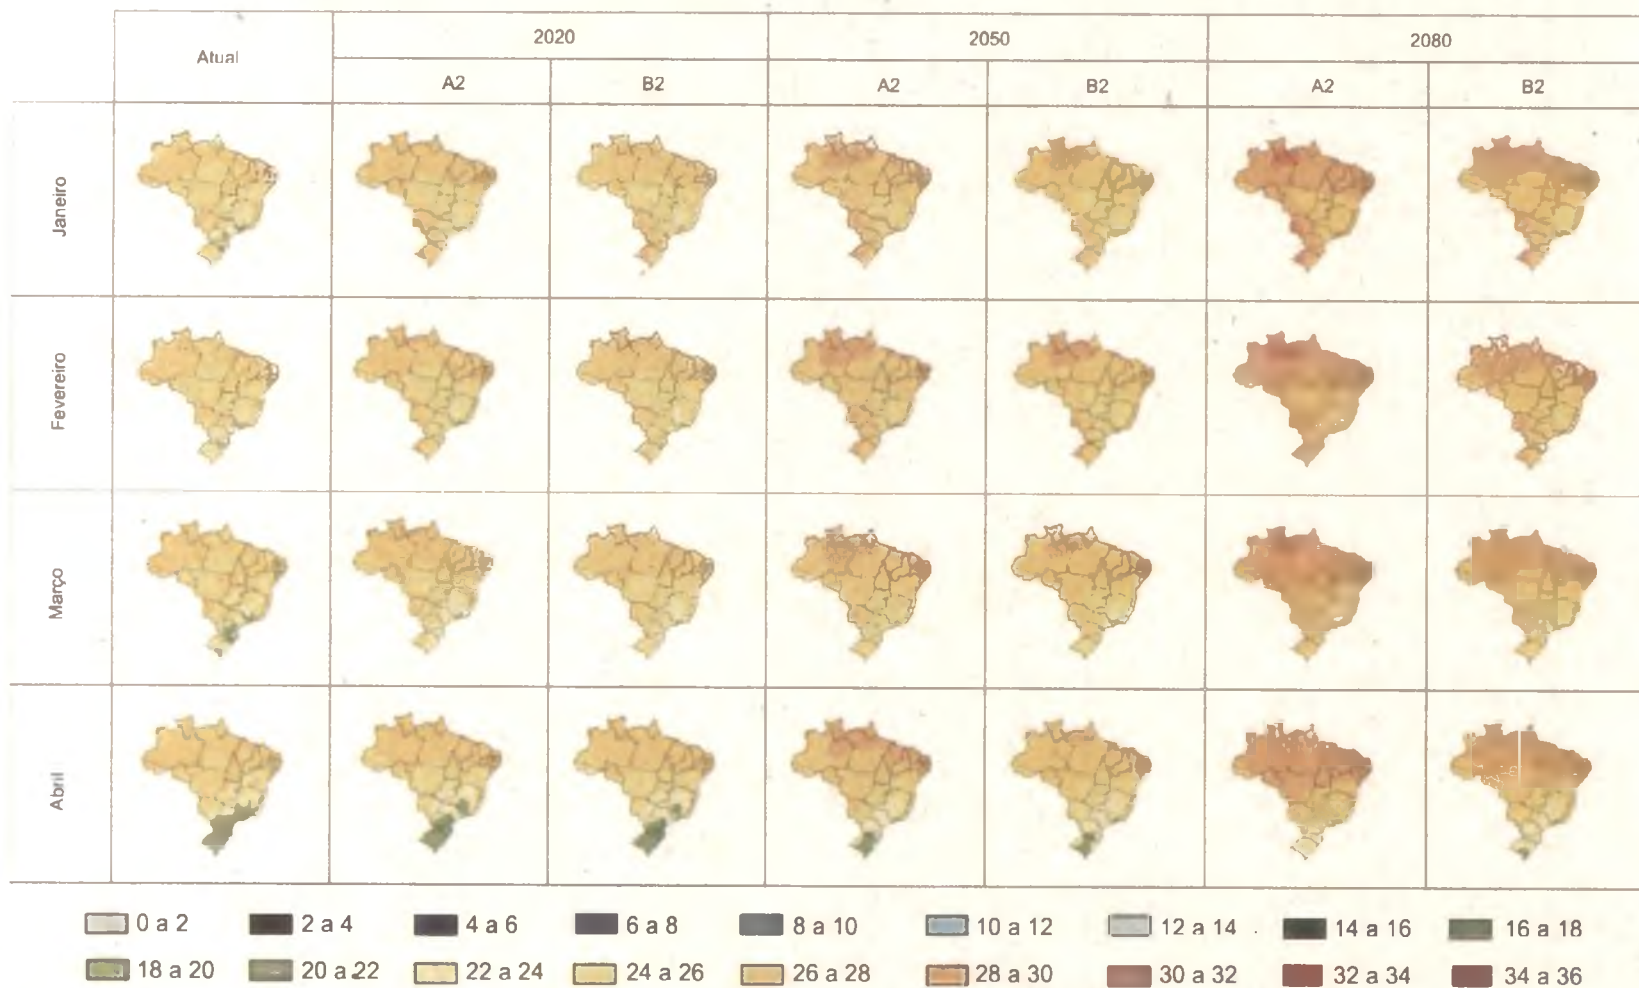 Atual 2020 2050 2080
A2 B2 A2 B2 A2 B2
Janeiro
Fevereiro
Março
Abril
0 a 2 2 a 4 4 a 6 6 a 8 8 a 10 10 a 12 12 a 14 14 a 16 16 a 18
18 a 20 20 a 22 22 a 24 24 a 26 26 a 28 28 a 30 30 a 32 32 a 34 34 a 36